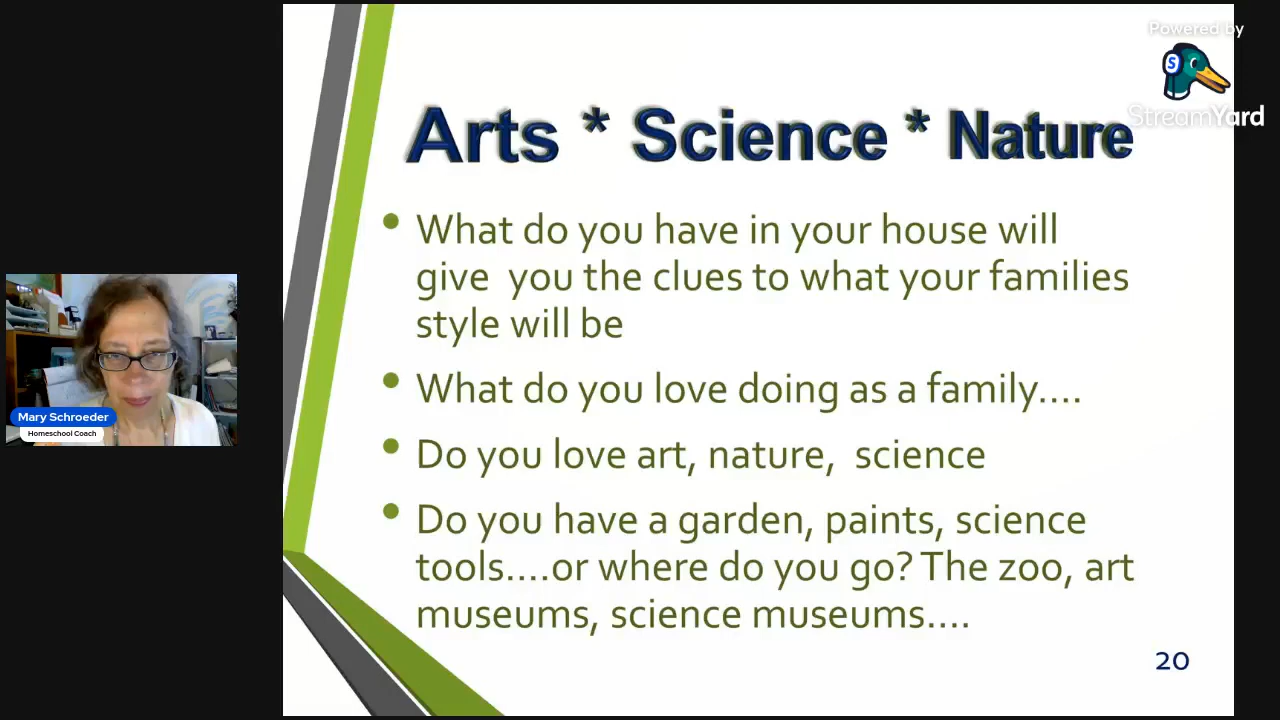 Powered by
S
StreamYard
Arts * Science * Nature
• What do you have in your house will
give you the clues to what your families
style will be
• What do you love doing as a family....
• Do you love art, nature, science
• Do you have a garden, paints, science
tools....or where do you go? The zoo, art
museums, science museums....
20
Mary Schroeder
Homeschool Coach